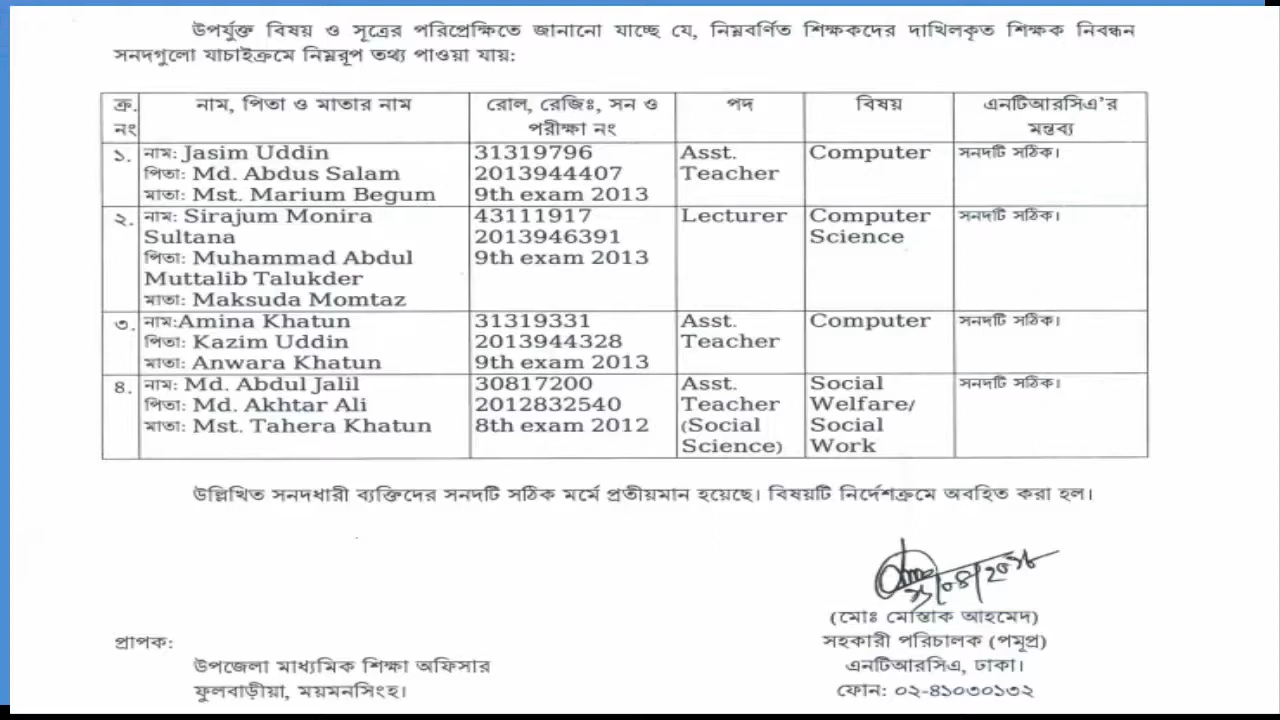 উপর্যুক্ত বিষয় ও সূত্রের পরিপ্রেক্ষিতে জানানো যাচ্ছে যে, নিম্নবর্ণিত শিক্ষকদের দাখিলকৃত শিক্ষক নিবন্ধন
সনদগুলো যাচাইক্রমে নিম্নরূপ তথ্য পাওয়া যায়:
ক্র. নং
নাম, পিতা ও মাতার নাম
রোল, রেজিঃ, সন ও
পরীক্ষা নং
পদ
বিষয়
এনটিআরসিএ'র
মন্তব্য
১.
নাম: Jasim Uddin
পিতা: Md. Abdus Salam
মাতা: Mst. Marium Begum
31319796
2013944407
9th exam 2013
Asst.
Teacher
Computer
সনদটি সঠিক।
২.
নাম: Sirajum Monira
Sultana
পিতা: Muhammad Abdul
Muttalib Talukder
মাতা: Maksuda Momtaz
43111917
2013946391
9th exam 2013
Lecturer
Computer
Science
সনদটি সঠিক।
৩.
নাম:Amina Khatun
পিতা: Kazim Uddin
মাতা: Anwara Khatun
31319331
2013944328
9th exam 2013
Asst.
Teacher
Computer
সনদটি সঠিক।
৪.
নাম: Md. Abdul Jalil
পিতা: Md. Akhtar Ali
মাতা: Mst. Tahera Khatun
30817200
2012832540
8th exam 2012
Asst.
Teacher
(Social
Science)
Social
Welfare/
Social
Work
সনদটি সঠিক।
উল্লিখিত সনদধারী ব্যক্তিদের সনদটি সঠিক মর্মে প্রতীয়মান হয়েছে। বিষয়টি নির্দেশক্রমে অবহিত করা হল।
(মোঃ মোস্তাক আহমেদ)
সহকারী পরিচালক (পমূপ্র)
এনটিআরসিএ, ঢাকা।
ফোন: ০২-৪১০৩০১৩২
প্রাপক:
উপজেলা মাধ্যমিক শিক্ষা অফিসার
ফুলবাড়ীয়া, ময়মনসিংহ।